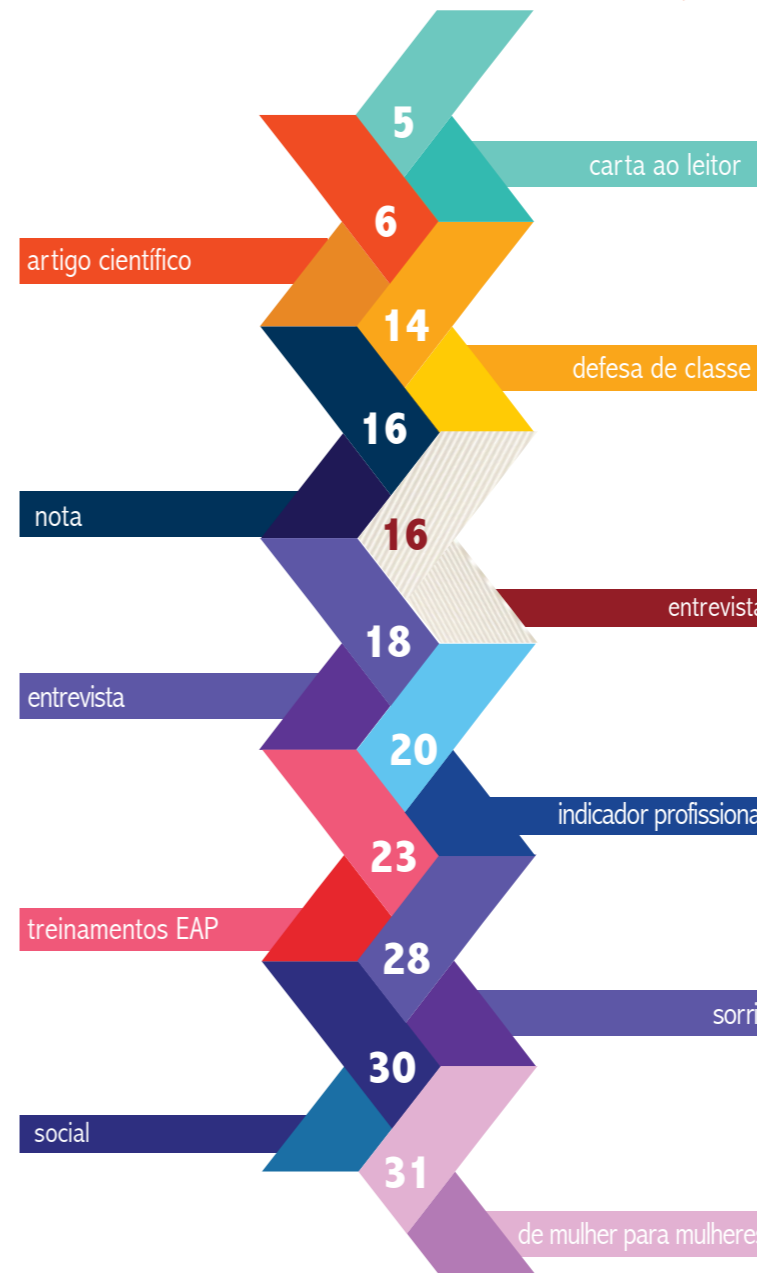 5
carta ao leitor
6
artigo científico
14
defesa de classe
16
nota
16
entrevista
18
entrevista
20
indicador profissiona
23
treinamentos EAP
28
sorri
30
social
31
de mulher para mulheres